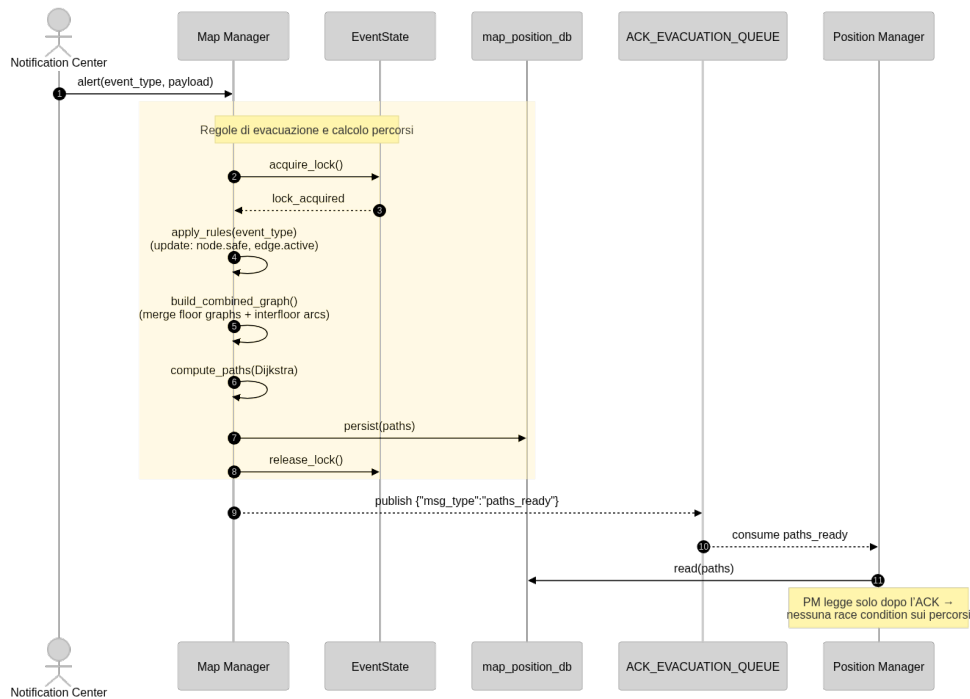 Notification Center
Map Manager
EventState
map_position_db
ACK_EVACUATION_QUEUE
Position Manager
1
alert(event_type, payload)
Regole di evacuazione e calcolo percorsi
2
acquire_lock()
lock_acquired
3
apply_rules(event_type)
(update: node.safe, edge.active)
4
build_combined_graph()
(merge floor graphs + interfloor arcs)
5
compute_paths(Dijkstra)
6
persist(paths)
7
release_lock()
8
publish {"msg_type":"paths_ready"}
9
consume paths_ready
10
read(paths)
11
PM legge solo dopo l'ACK →
nessuna race condition sui percorsi
Notification Center
Map Manager
EventState
map_position_db
ACK_EVACUATION_QUEUE
Position Manager